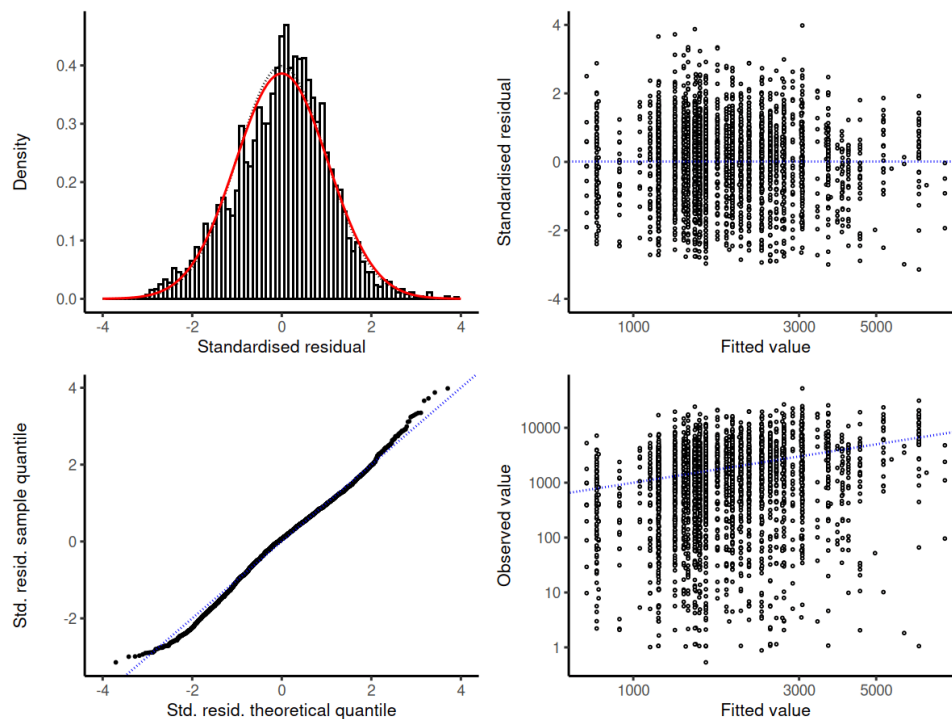 0.4
0.3
0.2
0.1
0.0
Density
-4 -2 0 2 4
Standardised residual
4
2
0
-2
-4
Standardised residual
1000 3000 5000
Fitted value
4
2
0
-2
Std. resid. sample quantile
-4 -2 0 2 4
Std. resid. theoretical quantile
10000
1000
100
10
1
Observed value
1000 3000 5000
Fitted value